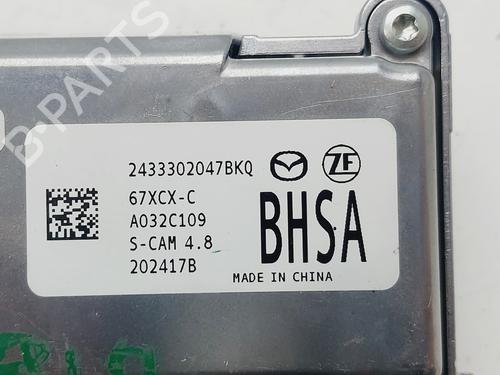 B-PARTS
2433302047BKQ
ZF
67XCX-C
A032C109
S-CAM 4.8
202417B
BHSA
MADE IN CHINA